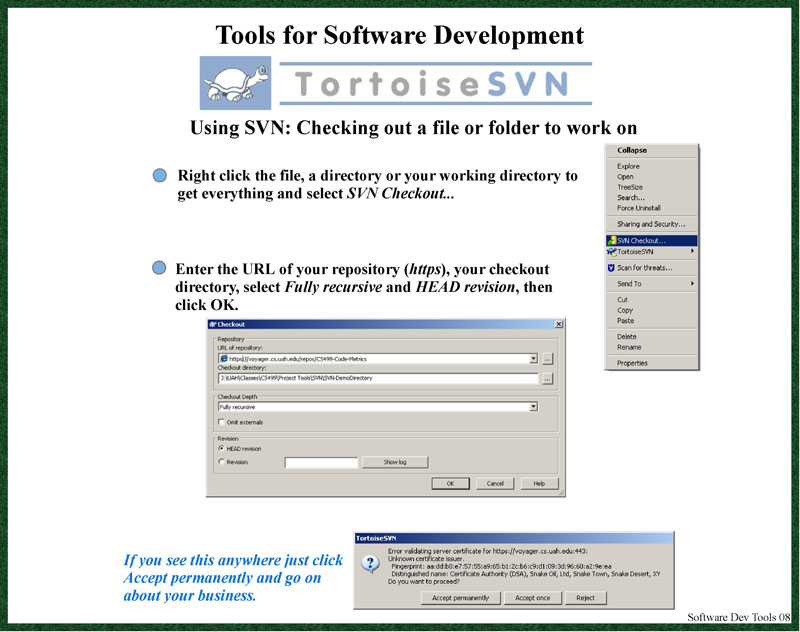 Tools for Software Development
TortoiseSVN
Using SVN: Checking out a file or folder to work on
Right click the file, a directory or your working directory to
get everything and select SVN Checkout...
Collapse
Explore
Open
TreeSize
Search...
Force Uninstall
Sharing and Security...
SVN Checkout...
TortoiseSVN
Scan for threats...
Send To
Cut
Copy
Paste
Delete
Rename
Properties
Enter the URL of your repository (https), your checkout
directory, select Fully recursive and HEAD revision, then
click OK.
Checkout
Repository
URL of repository:
https://voyager.cs.uah.edu/repos/CS499-Code-Metrics
...
Checkout directory:
J:\UAH\Classes\CS499\Project Tools\SVN\SVN-DemoDirectory
...
Checkout Depth
Fully recursive
Omit externals
Revision
HEAD revision
Revision
Show log
OK Cancel Help
If you see this anywhere just click
Accept permanently and go on
about your business.
TortoiseSVN
Error validating server certificate for https://voyager.cs.uah.edu:443:
Unknown certificate issuer.
Fingerprint: aa:dd:b0:e7:57:55:a9:65:b1:2c:b6:c9:d1:09:3d:96:60:a2:9e:ea
Distinguished name: Certificate Authority (DSA), Snake Oil, Ltd, Snake Town, Snake Desert, XY
Do you want to proceed?
Accept permanently Accept once Reject
Software Dev Tools 08